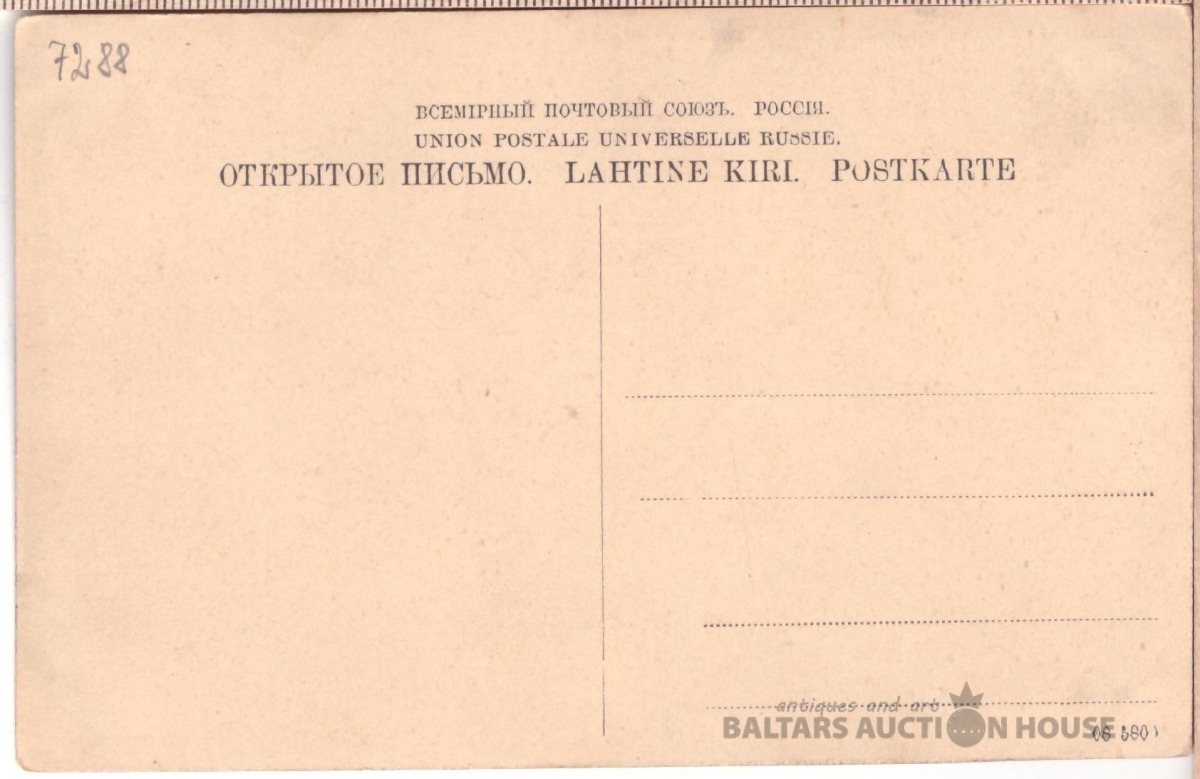 7288
ВСЕМІРНЫЙ ПОЧТОВЫЙ СОЮЗЪ. РОССІЯ.
UNION POSTALE UNIVERSELLE RUSSIE.
ОТКРЫТОЕ ПИСЬМО. LAHTINE KIRI. POSTKARTE
antiques and art
BALTARS AUCTION HOUSE